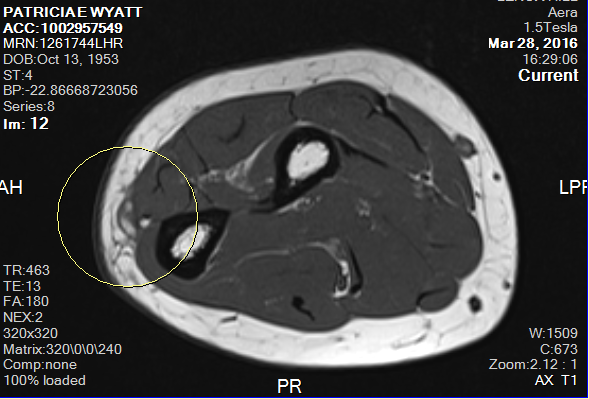 PATRICIA E WYATT
ACC:1002957549
MRN:1261744LHR
DOB:Oct 13, 1953
ST:4
BP:-22.86668723056
Series:8
Im: 12
Aera
1.5Tesla
Mar 28, 2016
16:29:06
Current
AH
LPF
TR:463
TE:13
FA:180
NEX:2
320x320
Matrix:320\0\0\240
Comp:none
100% loaded
PR
W:1509
C:673
Zoom:2.12 : 1
AX T1